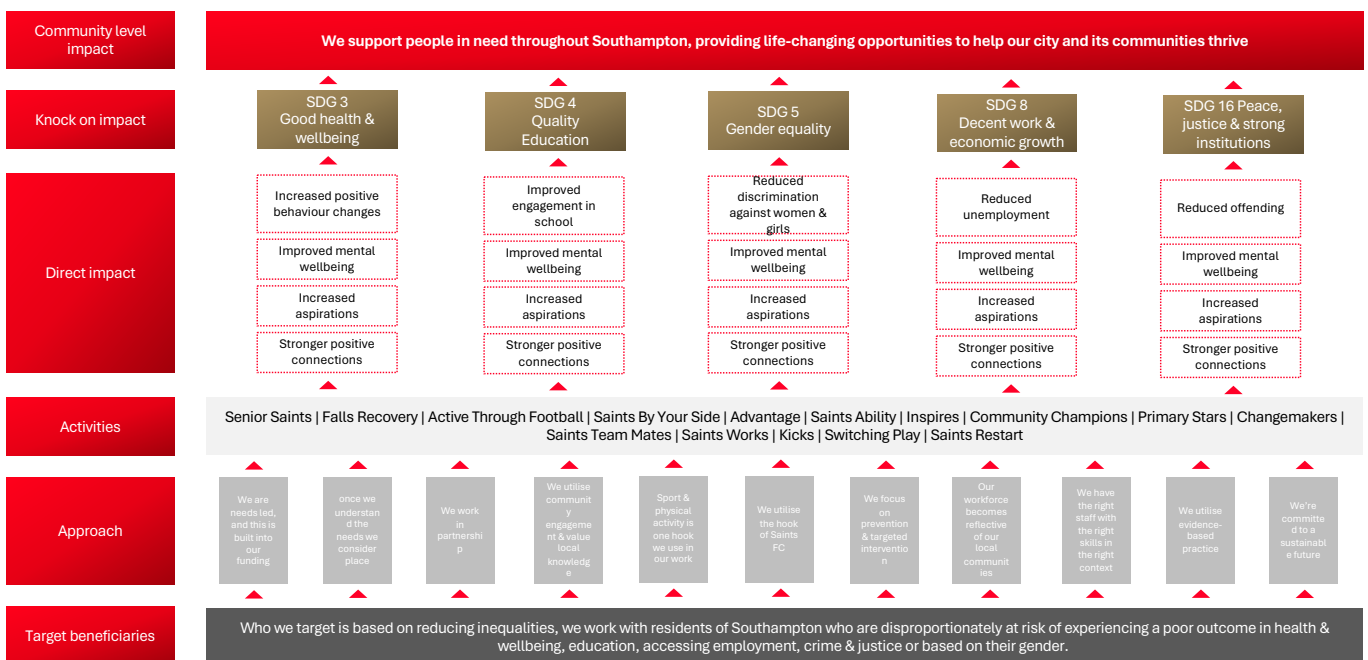 Community level
impact
We support people in need throughout Southampton, providing life-changing opportunities to help our city and its communities thrive
Knock on impact
SDG 3
Good health &
wellbeing
SDG 4
Quality
Education
SDG 5
Gender equality
SDG 8
Decent work &
economic growth
SDG 16 Peace,
justice & strong
institutions
Direct impact
Increased positive
behaviour changes
Improved mental
wellbeing
Increased
aspirations
Stronger positive
connections
Improved
engagement in
school
Improved mental
wellbeing
Increased
aspirations
Stronger positive
connections
Reduced
discrimination
against women &
girls
Improved mental
wellbeing
Increased
aspirations
Stronger positive
connections
Reduced
unemployment
Improved mental
wellbeing
Increased
aspirations
Stronger positive
connections
Reduced offending
Improved mental
wellbeing
Increased
aspirations
Stronger positive
connections
Activities
Senior Saints | Falls Recovery | Active Through Football | Saints By Your Side | Advantage | Saints Ability | Inspires | Community Champions | Primary Stars | Changemakers |
Saints Team Mates | Saints Works | Kicks | Switching Play | Saints Restart
Approach
We are
needs led,
and this is
built into
our
funding
once we
understan
d the
needs we
consider
place
We work
in
partnershi
p
We utilise
communit
y
engageme
nt & value
local
knowledg
e
Sport &
physical
activity is
one hook
we use in
our work
We utilise
the hook
of Saints
FC
We focus
on
prevention
& targeted
interventio
n
Our
workforce
becomes
reflective
of our
local
communit
ies
We have
the right
staff with
the right
skills in
the right
context
We utilise
evidence-
based
practice
We're
committe
d to a
sustainabl
e future
Target beneficiaries
Who we target is based on reducing inequalities, we work with residents of Southampton who are disproportionately at risk of experiencing a poor outcome in health &
wellbeing, education, accessing employment, crime & justice or based on their gender.